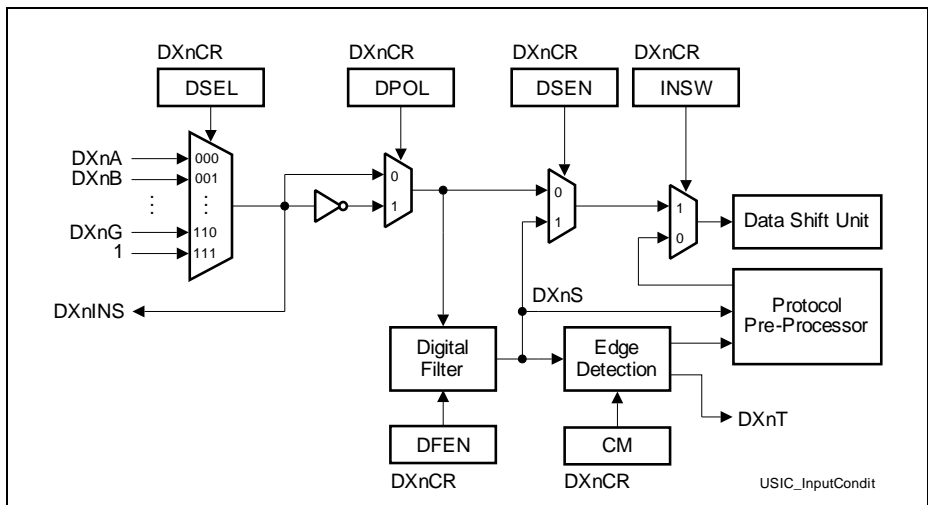 DXnCR
DXnCR
DXnCR
DXnCR
DSEL
DPOL
DSEN
INSW
DXnA
000
DXnB
001
0
0
1
1
1
Data Shift Unit
DXnG
110
0
1
111
DXnINS
DXnS
Protocol
Pre-Processor
Digital
Filter
Edge
Detection
DXnT
DFEN
CM
DXnCR
DXnCR
USIC_InputCondit